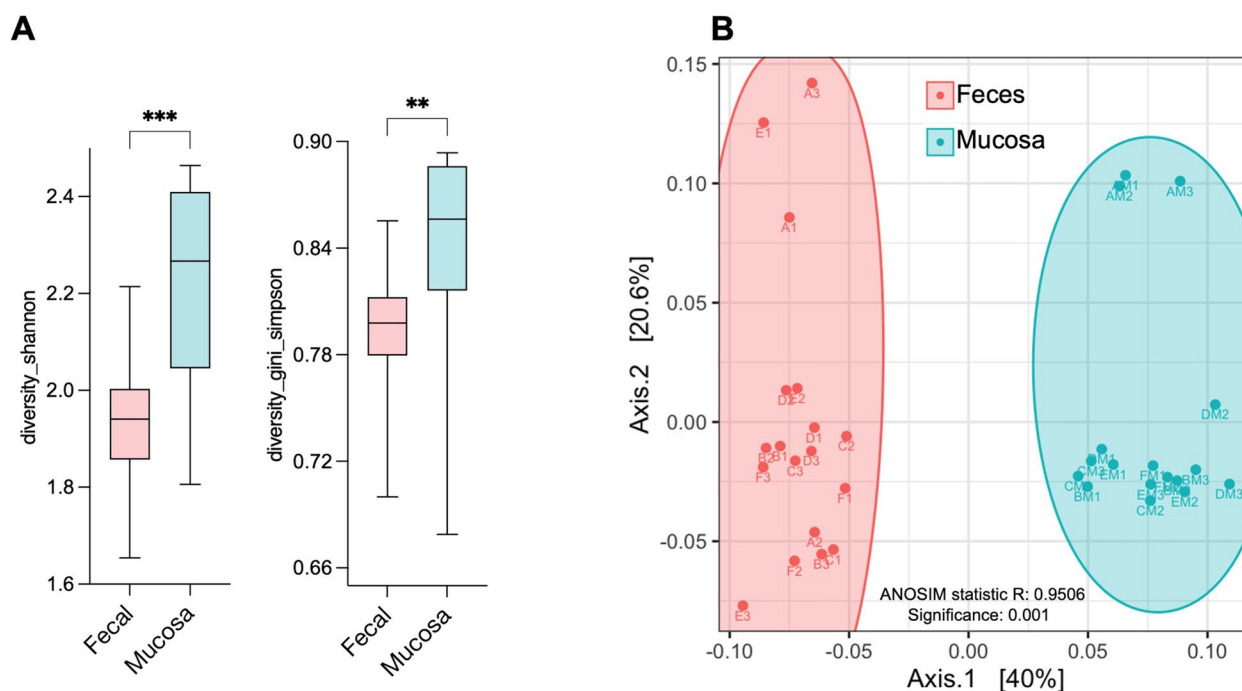 A
***
diversity_shannon
2.4
2.2
2.0
1.8
1.6
Fecal
Mucosa
**
diversity_gini_simpson
0.90
0.84
0.78
0.72
0.66
Fecal
Mucosa
B
Axis.2 [20.6%]
0.15
0.10
0.05
0.00
-0.05
Feces
Mucosa
A3
E1
A1
D2
E2
D1
C2
B2
B1
D3
F3
C3
F1
A2
B3
C1
F2
E3
AM1
AM2
AM3
DM2
CM3
EM1
FM1
BM3
BM1
EM3
DM3
EM2
CM2
ANOSIM statistic R: 0.9506
Significance: 0.001
-0.10
-0.05
0.00
0.05
0.10
Axis.1 [40%]